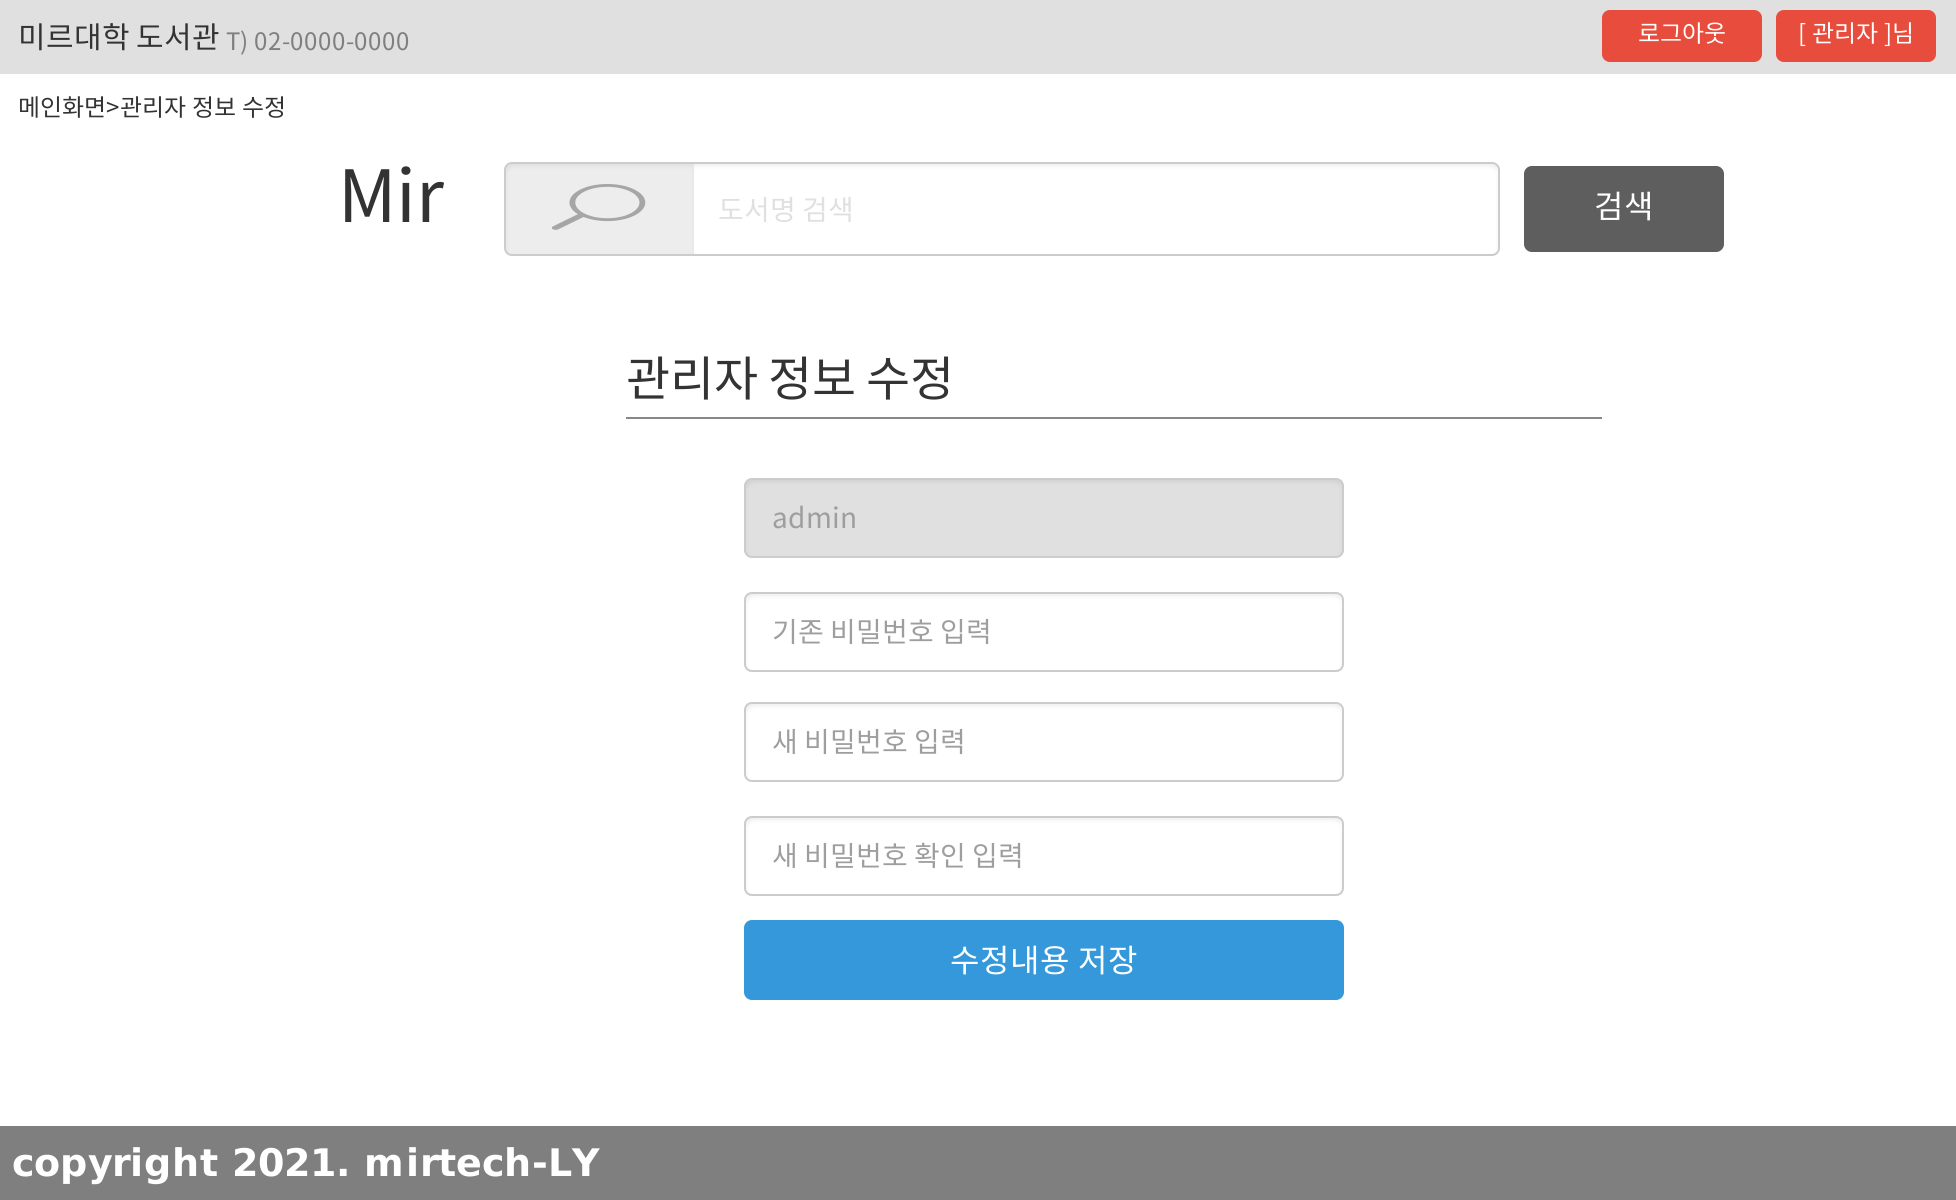 미르대학 도서관 T) 02-0000-0000
로그아웃
[ 관리자 ]님
메인화면>관리자 정보 수정
Mir
도서명 검색
검색
관리자 정보 수정
admin
기존 비밀번호 입력
새 비밀번호 입력
새 비밀번호 확인 입력
수정내용 저장
copyright 2021. mirtech-LY